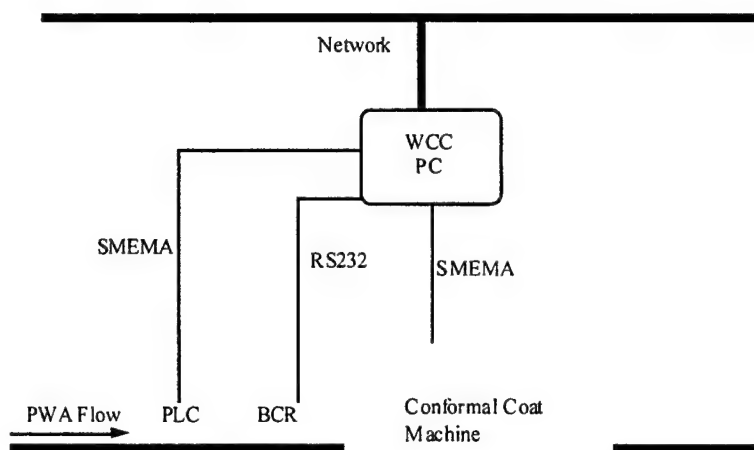 Network
WCC
PC
SMEMA
RS232
SMEMA
PWA Flow
PLC
BCR
Conformal Coat
Machine